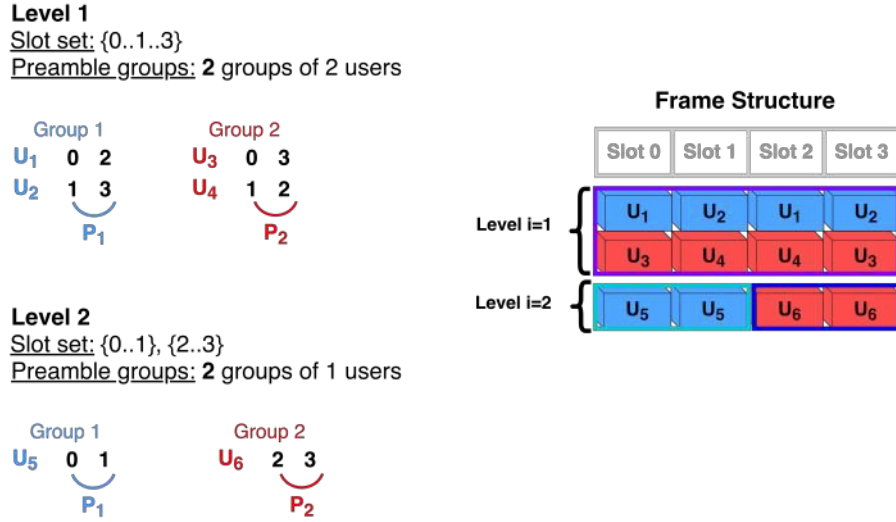 Level 1
Slot set: {0..1..3}
Preamble groups: 2 groups of 2 users
Group 1
U1 0 2
U2 1 3
P1
Group 2
U3 0 3
U4 1 2
P2
Level 2
Slot set: {0..1}, {2..3}
Preamble groups: 2 groups of 1 users
Group 1
U5 0 1
P1
Group 2
U6 2 3
P2
Frame Structure
Slot 0 Slot 1 Slot 2 Slot 3
Level i=1
U1 U2 U1 U2
U3 U4 U4 U3
Level i=2
U5 U5 U6 U6